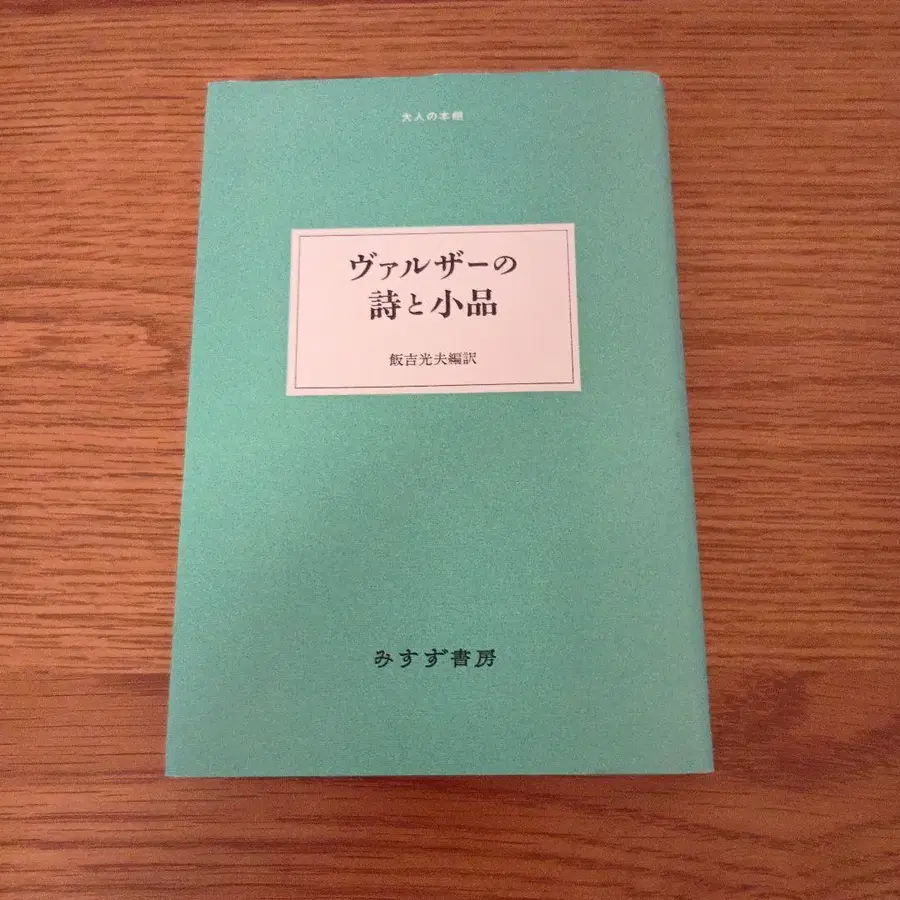 大人の本棚
ヴァルザーの
詩と小品
飯吉光夫編訳
みすず書房